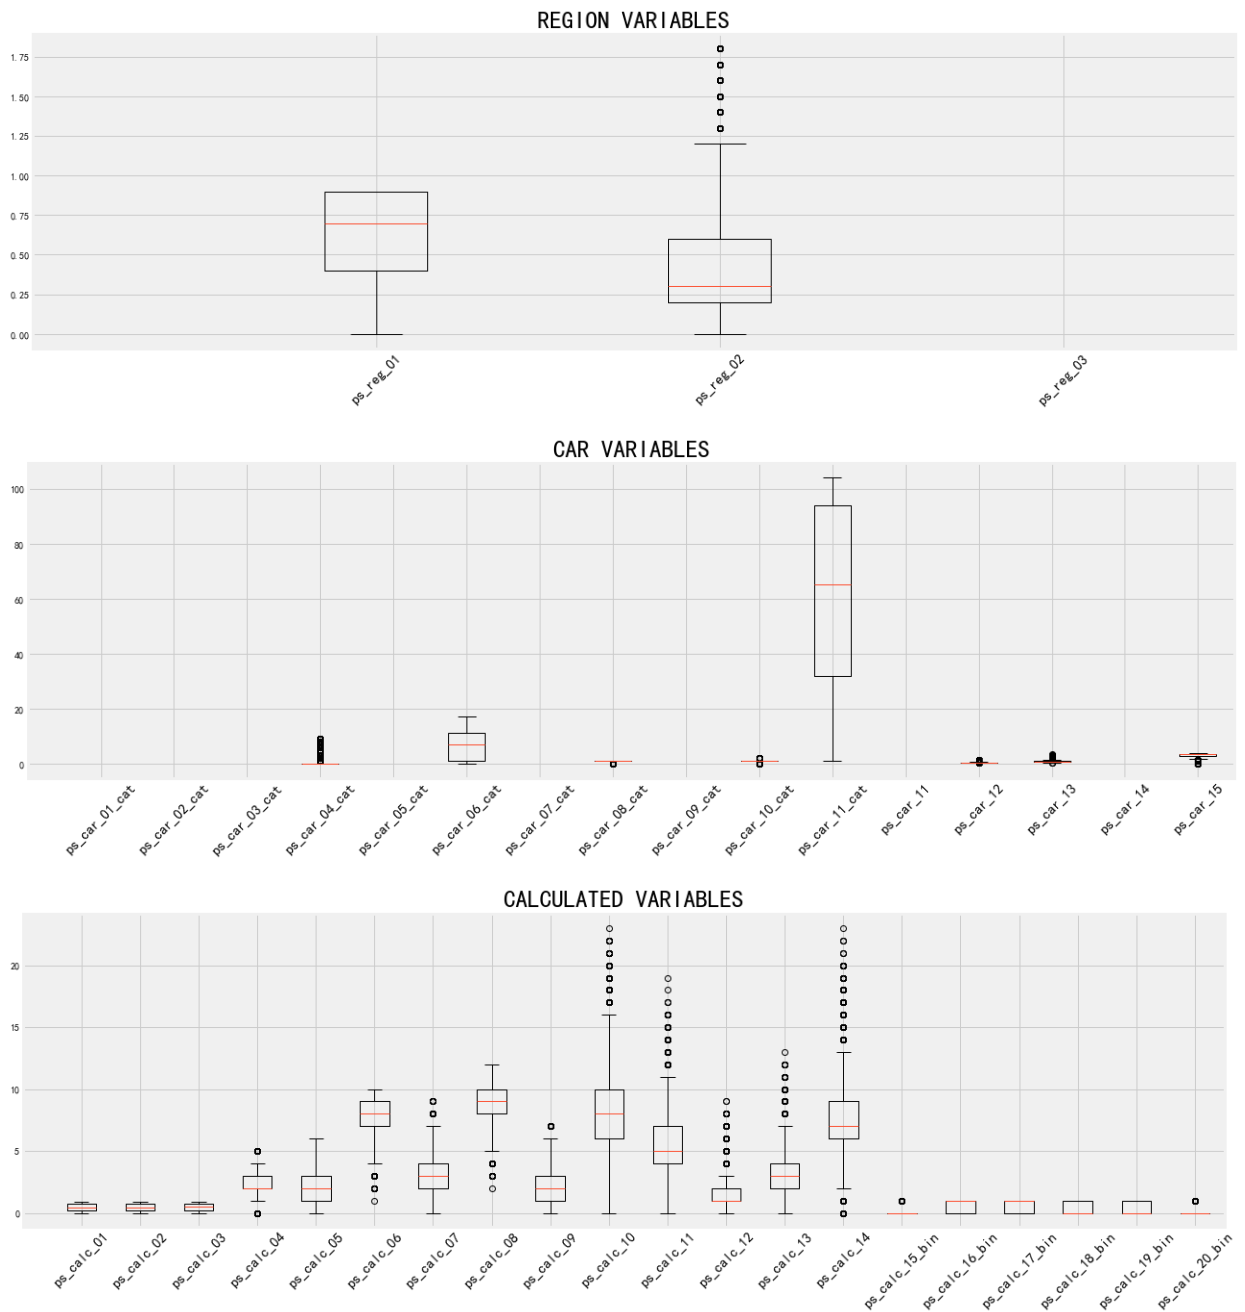 REGION VARIABLES
1.75
1.50
1.25
1.00
0.75
0.50
0.25
0.00
ps_reg_01
ps_reg_02
ps_reg_03
CAR VARIABLES
100
80
60
40
20
0
ps_car_01_cat
ps_car_02_cat
ps_car_03_cat
ps_car_04_cat
ps_car_05_cat
ps_car_06_cat
ps_car_07_cat
ps_car_08_cat
ps_car_09_cat
ps_car_10_cat
ps_car_11_cat
ps_car_11
ps_car_12
ps_car_13
ps_car_14
ps_car_15
CALCULATED VARIABLES
20
15
10
5
0
ps_calc_01
ps_calc_02
ps_calc_03
ps_calc_04
ps_calc_05
ps_calc_06
ps_calc_07
ps_calc_08
ps_calc_09
ps_calc_10
ps_calc_11
ps_calc_12
ps_calc_13
ps_calc_14
ps_calc_15_bin
ps_calc_16_bin
ps_calc_17_bin
ps_calc_18_bin
ps_calc_19_bin
ps_calc_20_bin